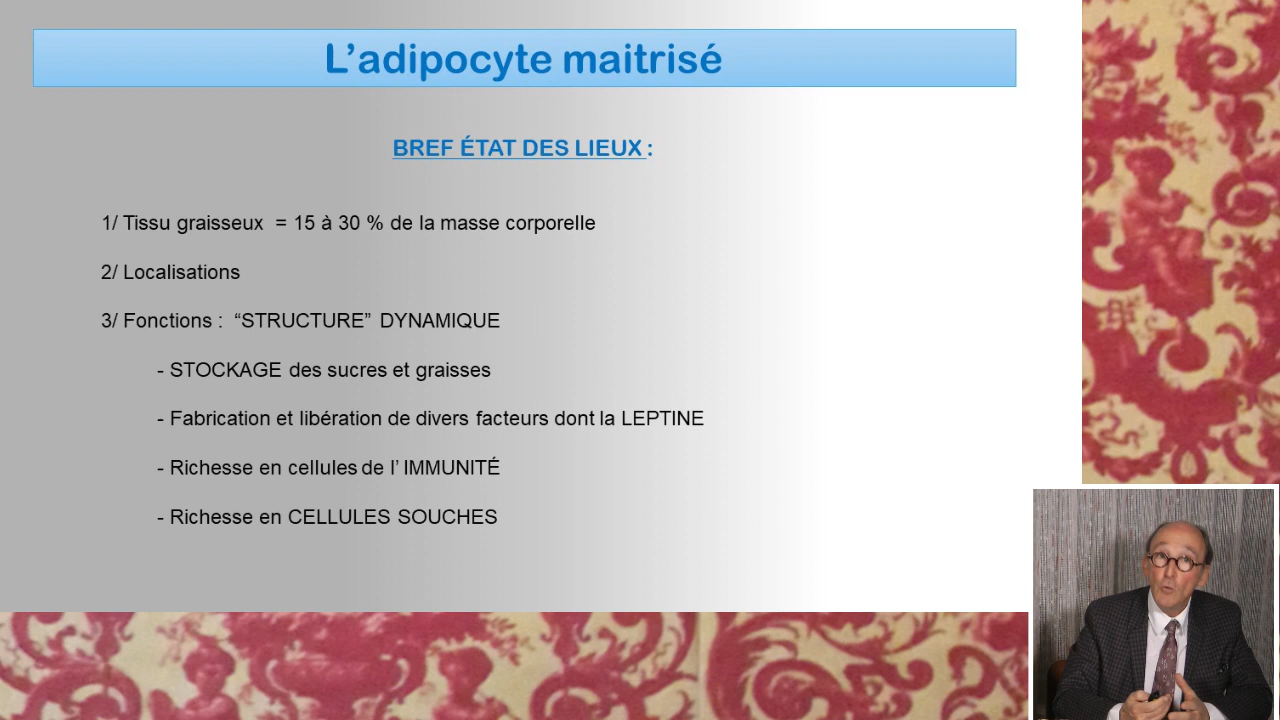 L’adipocyte maitrisé
BREF ÉTAT DES LIEUX :
1/ Tissu graisseux = 15 à 30 % de la masse corporelle
2/ Localisations
3/ Fonctions : “STRUCTURE” DYNAMIQUE
- STOCKAGE des sucres et graisses
- Fabrication et libération de divers facteurs dont la LEPTINE
- Richesse en cellules de l’ IMMUNITÉ
- Richesse en CELLULES SOUCHES